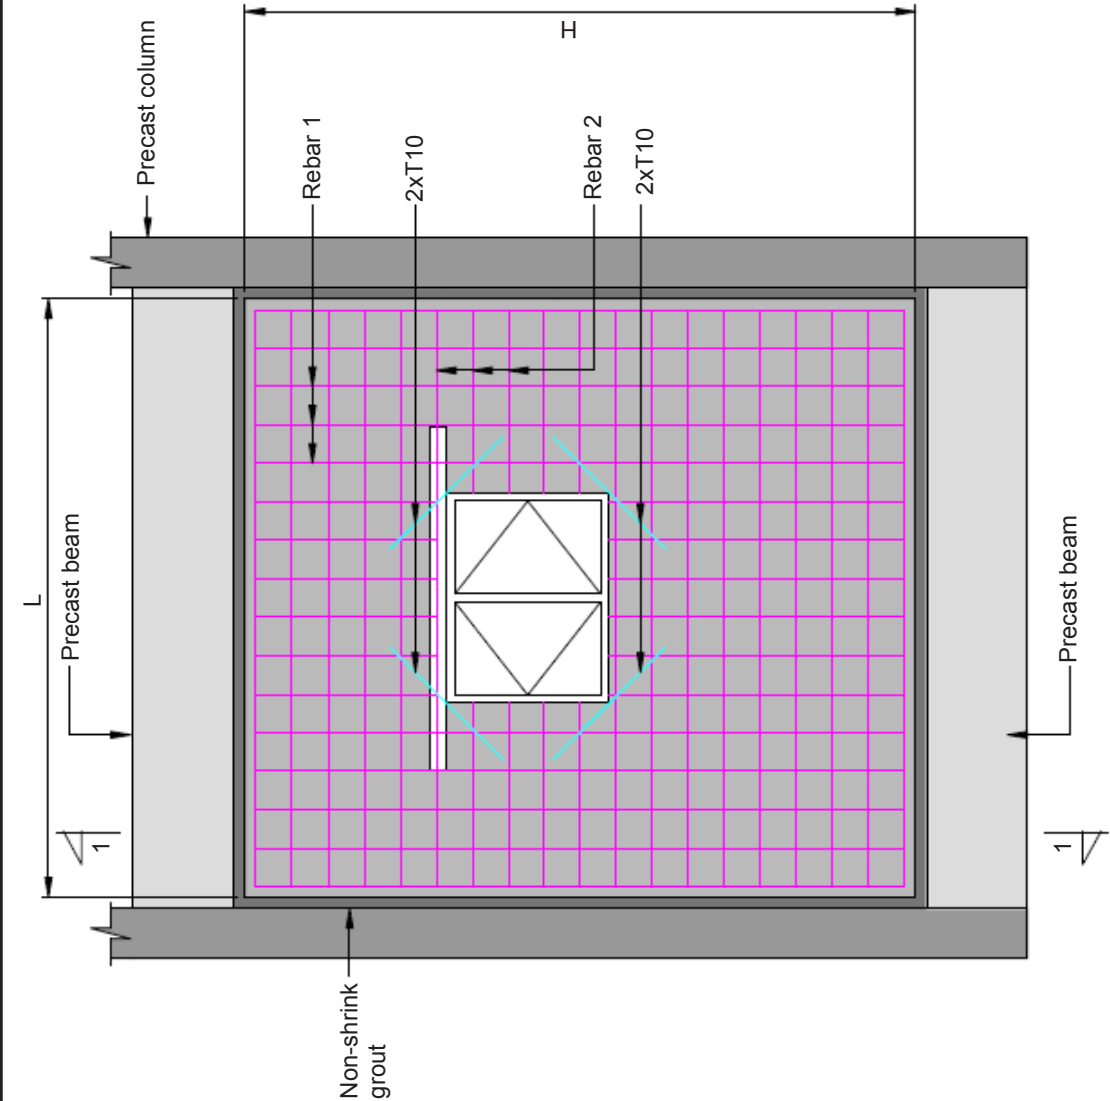 H
Precast column
Rebar 1
2xT10
Rebar 2
2xT10
L
Precast beam
Precast beam
1
1
Non-shrink
grout